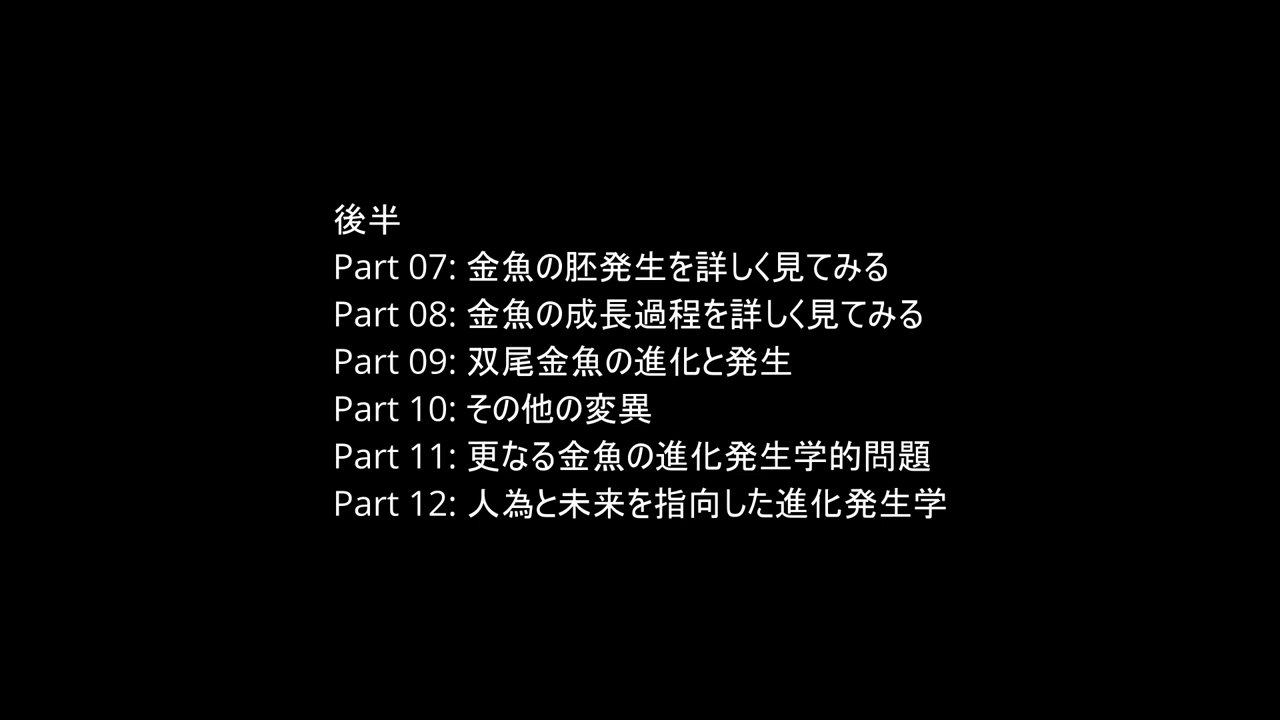 後半
Part 07: 金魚の胚発生を詳しく見てみる
Part 08: 金魚の成長過程を詳しく見てみる
Part 09: 双尾金魚の進化と発生
Part 10: その他の変異
Part 11: 更なる金魚の進化発生学的問題
Part 12: 人為と未来を指向した進化発生学